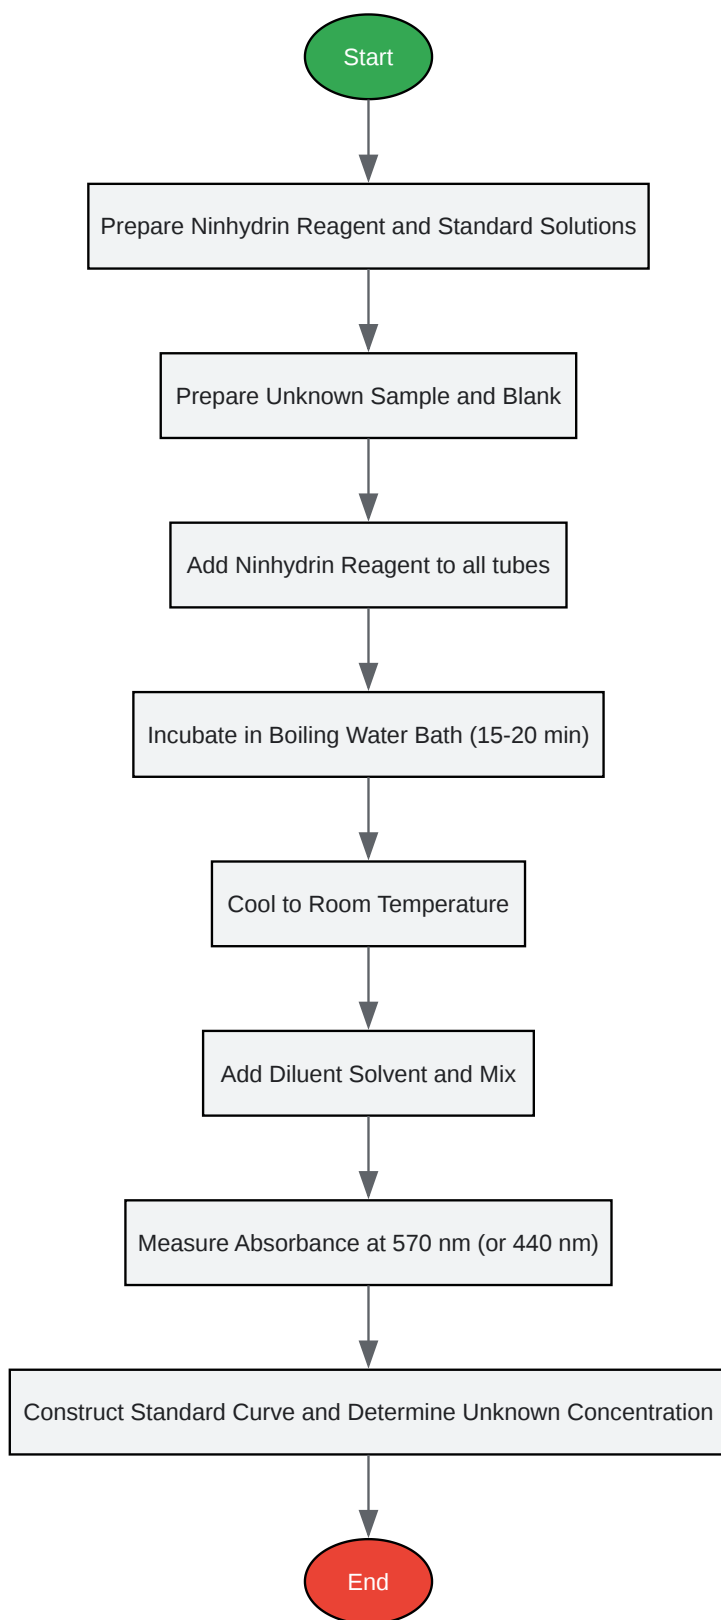 Start
Prepare Ninhydrin Reagent and Standard Solutions
Prepare Unknown Sample and Blank
Add Ninhydrin Reagent to all tubes
Incubate in Boiling Water Bath (15-20 min)
Cool to Room Temperature
Add Diluent Solvent and Mix
Measure Absorbance at 570 nm (or 440 nm)
Construct Standard Curve and Determine Unknown Concentration
End